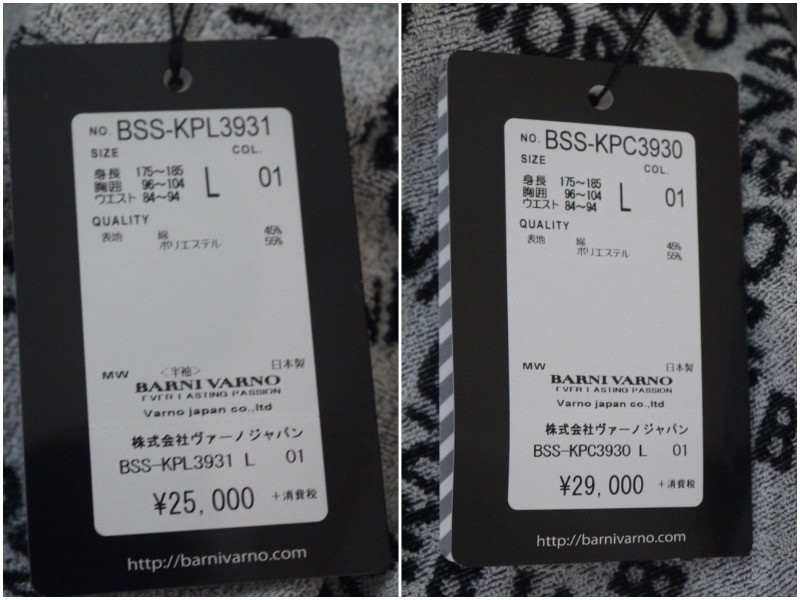 NO. BSS-KPL3931
SIZE COL.
身長 175～185
胸囲 96～104
ウエスト 84～94
L 01
QUALITY
表地 綿 45%
ポリエステル 55%
MW <半袖> 日本製
BARNI VARNO
EVER LASTING PASSION
Varno japan co.,ltd
株式会社ヴァーノジャパン
BSS-KPL3931 L 01
¥25,000 +消費税
http://barnivarno.com
NO. BSS-KPC3930
SIZE COL.
身長 175～185
胸囲 96～104
ウエスト 84～94
L 01
QUALITY
表地 綿 45%
ポリエステル 55%
MW 日本製
BARNI VARNO
EVER LASTING PASSION
Varno japan co.,ltd
株式会社ヴァーノジャパン
BSS-KPC3930 L 01
¥29,000 +消費税
http://barnivarno.com